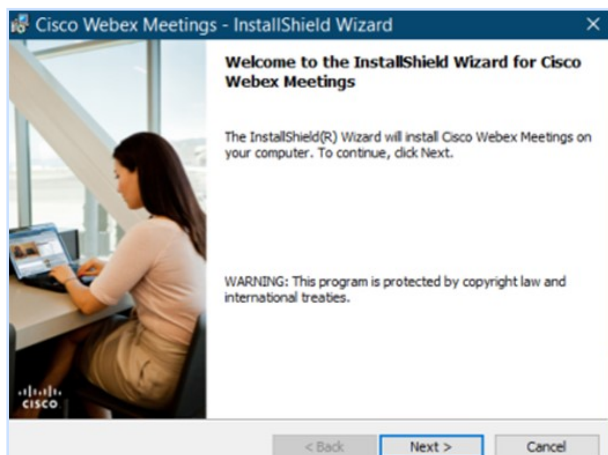 Cisco Webex Meetings - InstallShield Wizard
Welcome to the InstallShield Wizard for Cisco
Webex Meetings
The InstallShield(R) Wizard will install Cisco Webex Meetings on
your computer. To continue, click Next.
WARNING: This program is protected by copyright law and
international treaties.
CISCO
< Back
Next >
Cancel